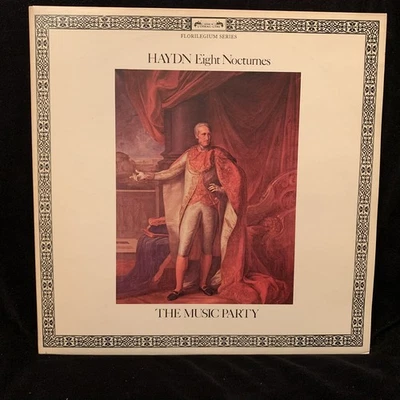 FLORILEGIUM SERIES
HAYDN Eight Nocturnes
THE MUSIC PARTY